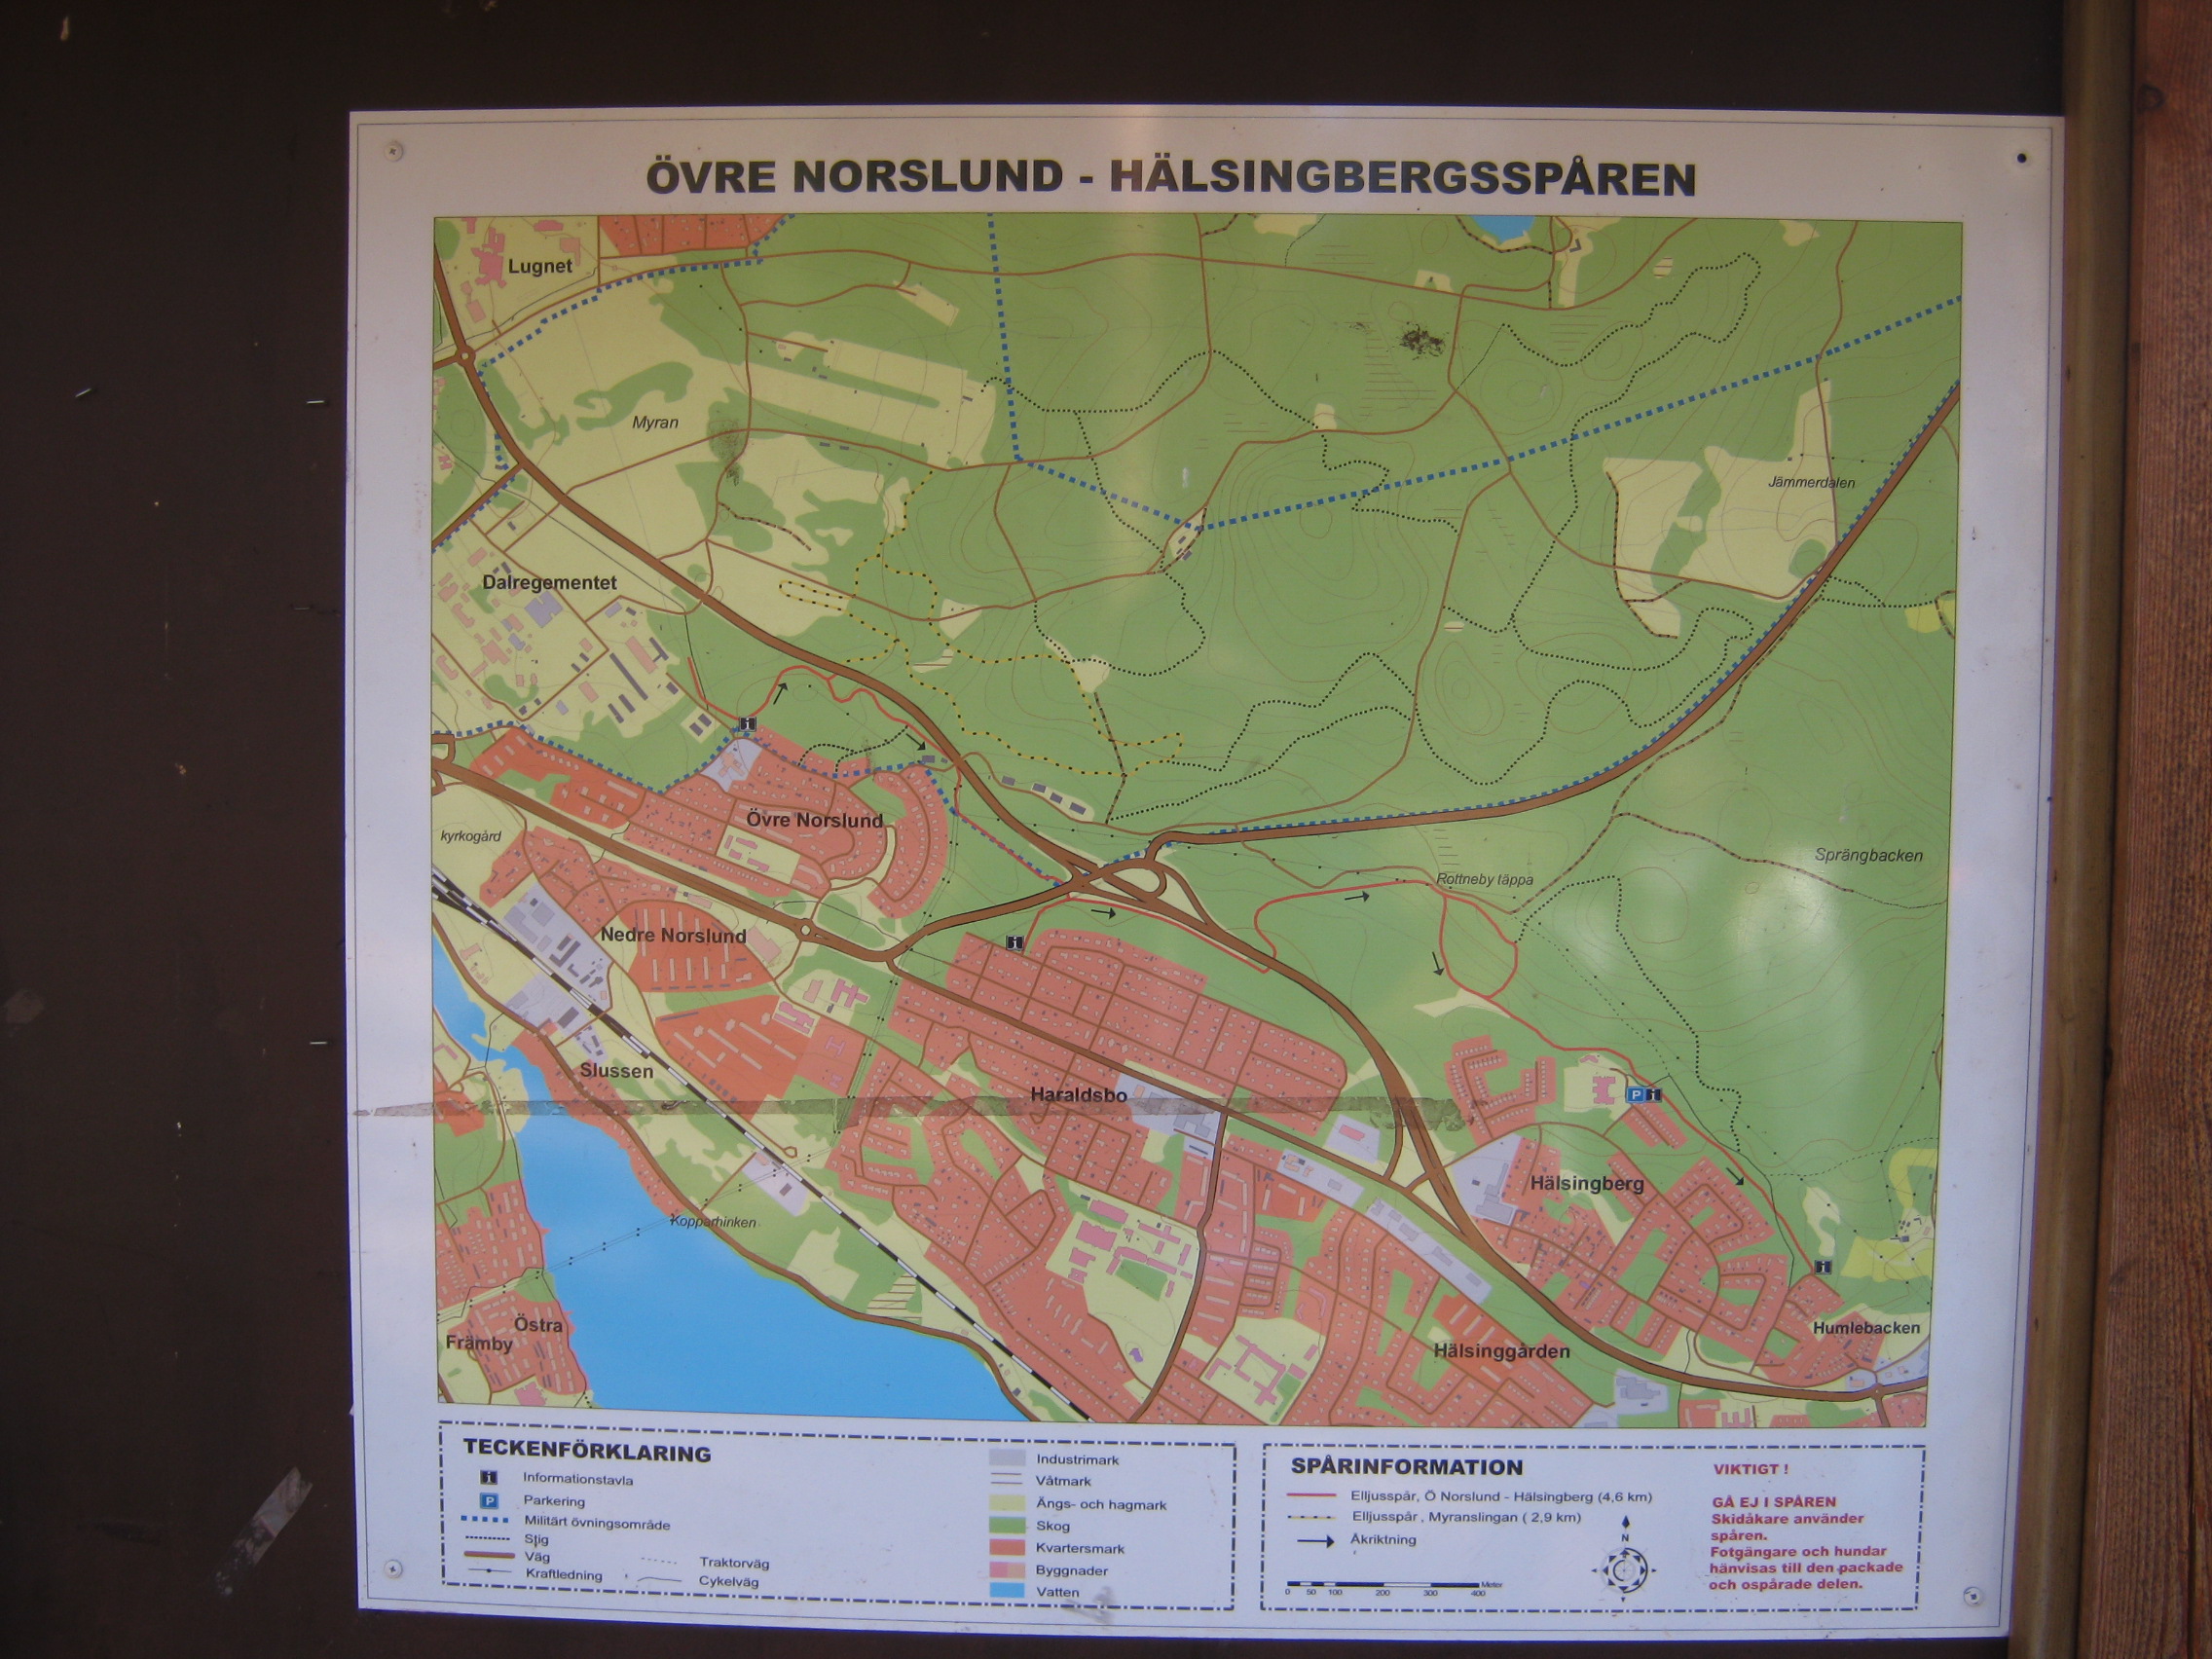 ÖVRE NORSLUND - HÄLSINGBERGSSPÅREN
Lugnet
Myran
Jämmerdalen
Dalregementet
Övre Norslund
kyrkogård
Sprängbacken
Rottneby täppa
Nedre Norslund
Slussen
Haraldsbo
P
Hälsingberg
Kopparhinken
Östra
Främby
Hälsinggården
Humlebacken
TECKENFÖRKLARING
Informationstavla
P Parkering
Militärt övningsområde
Stig
Väg
Kraftledning
Traktorväg
Cykelväg
Industrimark
Våtmark
Ängs- och hagmark
Skog
Kvartersmark
Byggnader
Vatten
SPÅRINFORMATION
Elljusspår, Ö Norslund - Hälsingberg (4,6 km)
Elljusspår , Myranslingan ( 2,9 km)
Åkriktning
N
0 50 100 200 300 400 Meter
VIKTIGT !
GÅ EJ I SPÅREN
Skidåkare använder
spåren.
Fotgängare och hundar
hänvisas till den packade
och ospårade delen.